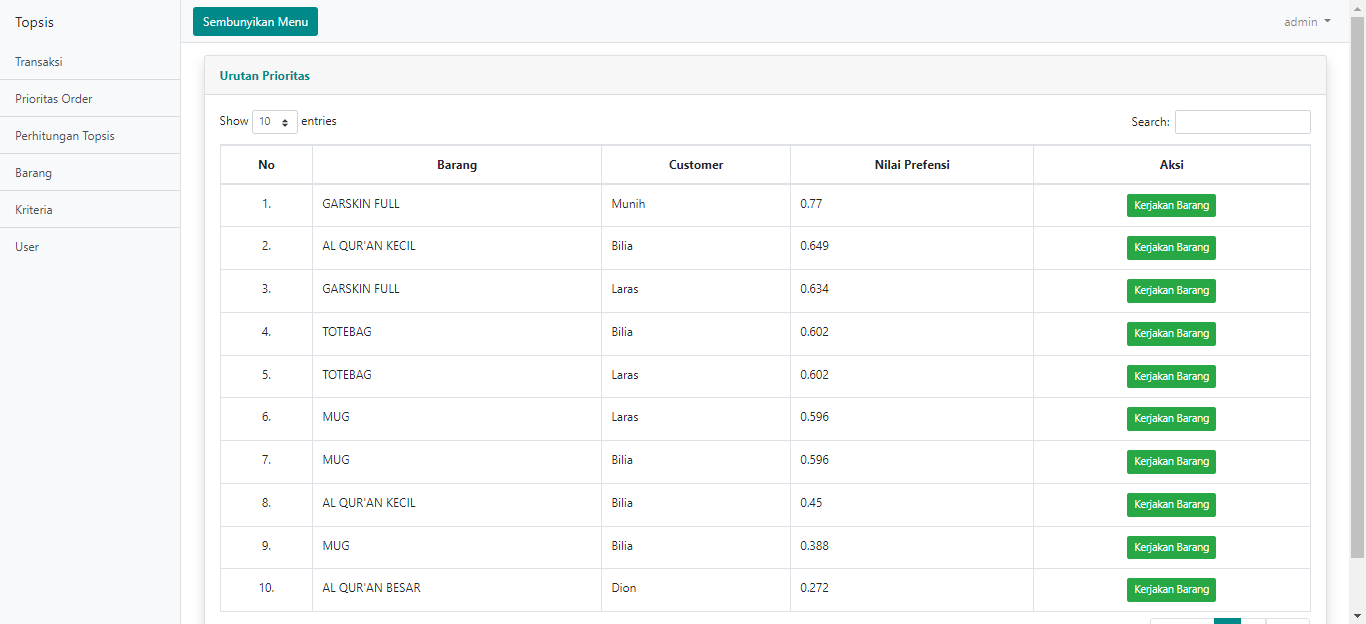 Topsis
Sembunyikan Menu
admin
Transaksi
Prioritas Order
Perhitungan Topsis
Barang
Kriteria
User
Urutan Prioritas
Show 10 entries
Search:
No Barang Customer Nilai Prefensi Aksi
1. GARSKIN FULL Munih 0.77 Kerjakan Barang
2. AL QUR'AN KECIL Bilia 0.649 Kerjakan Barang
3. GARSKIN FULL Laras 0.634 Kerjakan Barang
4. TOTEBAG Bilia 0.602 Kerjakan Barang
5. TOTEBAG Laras 0.602 Kerjakan Barang
6. MUG Laras 0.596 Kerjakan Barang
7. MUG Bilia 0.596 Kerjakan Barang
8. AL QUR'AN KECIL Bilia 0.45 Kerjakan Barang
9. MUG Bilia 0.388 Kerjakan Barang
10. AL QUR'AN BESAR Dion 0.272 Kerjakan Barang